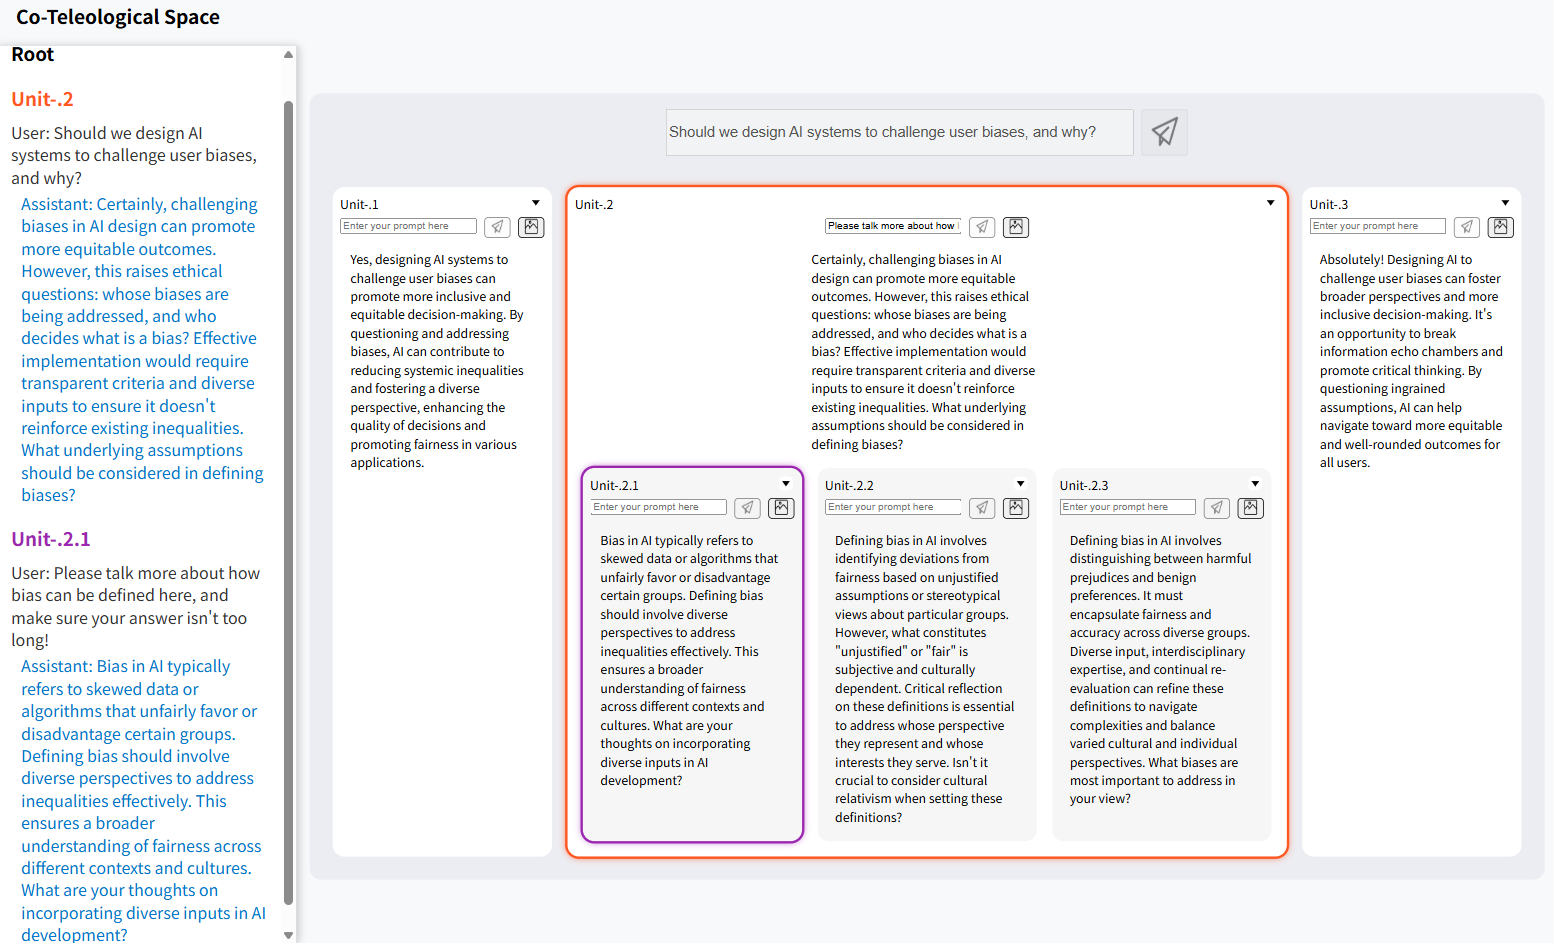 Co-Teleological Space
Root
Unit-.2
User: Should we design AI
systems to challenge user biases,
and why?
Assistant: Certainly, challenging
biases in AI design can promote
more equitable outcomes.
However, this raises ethical
questions: whose biases are
being addressed, and who
decides what is a bias? Effective
implementation would require
transparent criteria and diverse
inputs to ensure it doesn't
reinforce existing inequalities.
What underlying assumptions
should be considered in defining
biases?
Unit-.2.1
User: Please talk more about how
bias can be defined here, and
make sure your answer isn't too
long!
Assistant: Bias in AI typically
refers to skewed data or
algorithms that unfairly favor or
disadvantage certain groups.
Defining bias should involve
diverse perspectives to address
inequalities effectively. This
ensures a broader
understanding of fairness across
different contexts and cultures.
What are your thoughts on
incorporating diverse inputs in AI
development?
Should we design AI systems to challenge user biases, and why?
Unit-.1
Enter your prompt here
Yes, designing AI systems to
challenge user biases can
promote more inclusive and
equitable decision-making. By
questioning and addressing
biases, AI can contribute to
reducing systemic inequalities
and fostering a diverse
perspective, enhancing the
quality of decisions and
promoting fairness in various
applications.
Unit-.2
Please talk more about how
Certainly, challenging biases in AI
design can promote more equitable
outcomes. However, this raises ethical
questions: whose biases are being
addressed, and who decides what is a
bias? Effective implementation would
require transparent criteria and diverse
inputs to ensure it doesn't reinforce
existing inequalities. What underlying
assumptions should be considered in
defining biases?
Unit-.2.1
Enter your prompt here
Bias in AI typically refers to
skewed data or algorithms that
unfairly favor or disadvantage
certain groups. Defining bias
should involve diverse
perspectives to address
inequalities effectively. This
ensures a broader
understanding of fairness
across different contexts and
cultures. What are your
thoughts on incorporating
diverse inputs in AI
development?
Unit-.2.2
Enter your prompt here
Defining bias in AI involves
identifying deviations from
fairness based on unjustified
assumptions or stereotypical
views about particular groups.
However, what constitutes
"unjustified" or "fair" is
subjective and culturally
dependent. Critical reflection
on these definitions is essential
to address whose perspective
they represent and whose
interests they serve. Isn't it
crucial to consider cultural
relativism when setting these
definitions?
Unit-.2.3
Enter your prompt here
Defining bias in AI involves
distinguishing between harmful
prejudices and benign
preferences. It must
encapsulate fairness and
accuracy across diverse groups.
Diverse input, interdisciplinary
expertise, and continual re-
evaluation can refine these
definitions to navigate
complexities and balance
varied cultural and individual
perspectives. What biases are
most important to address in
your view?
Unit-.3
Enter your prompt here
Absolutely! Designing AI to
challenge user biases can foster
broader perspectives and more
inclusive decision-making. It's
an opportunity to break
information echo chambers and
promote critical thinking. By
questioning ingrained
assumptions, AI can help
navigate toward more equitable
and well-rounded outcomes for
all users.